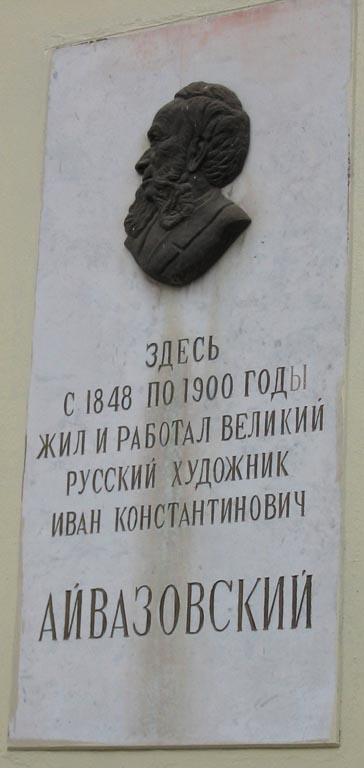 ЗДЕСЬ
С 1848 ПО 1900 ГОДЫ
ЖИЛ И РАБОТАЛ ВЕЛИКИЙ
РУССКИЙ ХУДОЖНИК
ИВАН КОНСТАНТИНОВИЧ
АЙВАЗОВСКИЙ